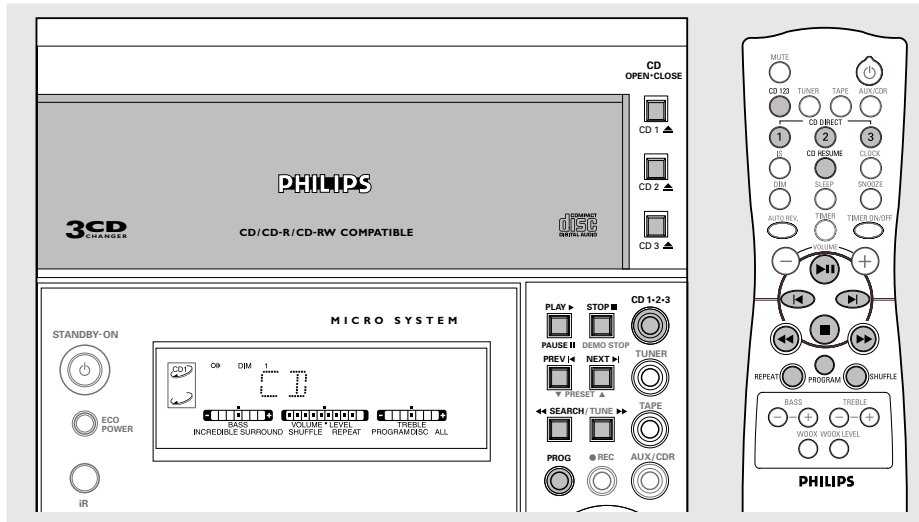 CD
OPEN•CLOSE
CD 1
CD 2
CD 3
PHILIPS
3CD
CHANGER
CD/CD-R/CD-RW COMPATIBLE
COMPACT
disc
DIGITAL AUDIO
MICRO SYSTEM
STANDBY-ON
ECO
POWER
iR
CD1
DIM
1
CD
BASS
VOLUME LEVEL
TREBLE
INCREDIBLE SURROUND SHUFFLE REPEAT PROGRAM DISC ALL
PLAY
STOP
CD 1•2•3
PAUSE
DEMO STOP
PREV
NEXT
TUNER
PRESET
SEARCH/TUNE
TAPE
PROG
REC
AUX/CDR
MUTE
CD 123 TUNER TAPE AUX/CDR
CD DIRECT
1 2 3
IS
CD RESUME
CLOCK
DIM
SLEEP
SNOOZE
AUTO REV.
TIMER
TIMER ON/OFF
VOLUME
REPEAT
PROGRAM
SHUFFLE
BASS
TREBLE
WOOX WOOX LEVEL
PHILIPS